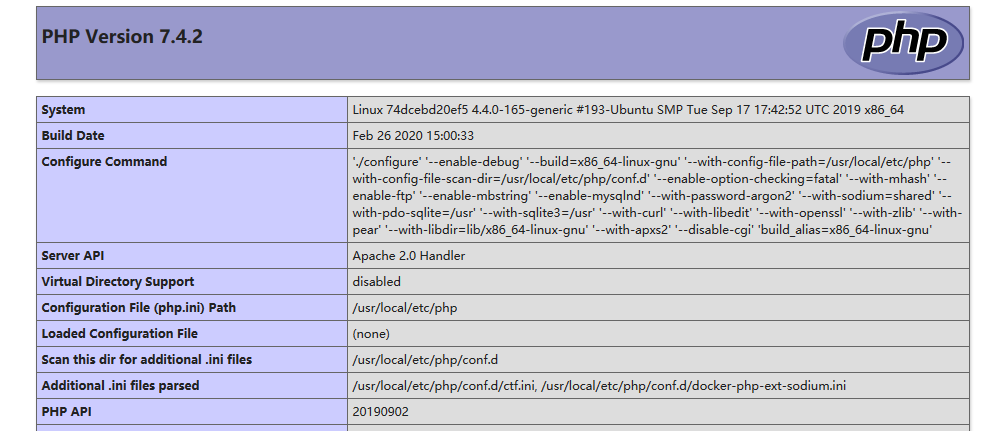 PHP Version 7.4.2
php
System Linux 74dcebd20ef5 4.4.0-165-generic #193-Ubuntu SMP Tue Sep 17 17:42:52 UTC 2019 x86_64
Build Date Feb 26 2020 15:00:33
Configure Command './configure' '--enable-debug' '--build=x86_64-linux-gnu' '--with-config-file-path=/usr/local/etc/php' '--
with-config-file-scan-dir=/usr/local/etc/php/conf.d' '--enable-option-checking=fatal' '--with-mhash' '--
enable-ftp' '--enable-mbstring' '--enable-mysqlnd' '--with-password-argon2' '--with-sodium=shared' '--
with-pdo-sqlite=/usr' '--with-sqlite3=/usr' '--with-curl' '--with-libedit' '--with-openssl' '--with-zlib' '--with-
pear' '--with-libdir=lib/x86_64-linux-gnu' '--with-apxs2' '--disable-cgi' 'build_alias=x86_64-linux-gnu'
Server API Apache 2.0 Handler
Virtual Directory Support disabled
Configuration File (php.ini) Path /usr/local/etc/php
Loaded Configuration File (none)
Scan this dir for additional .ini files /usr/local/etc/php/conf.d
Additional .ini files parsed /usr/local/etc/php/conf.d/ctf.ini, /usr/local/etc/php/conf.d/docker-php-ext-sodium.ini
PHP API 20190902